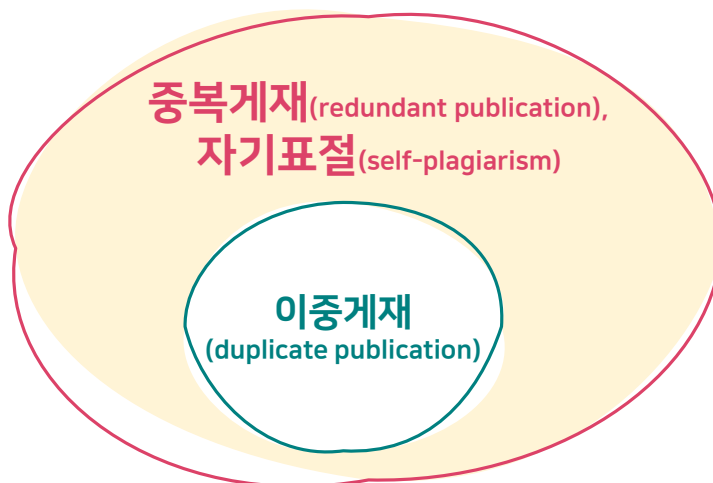 중복게재(redundant publication),
자기표절(self-plagiarism)
이중게재
(duplicate publication)